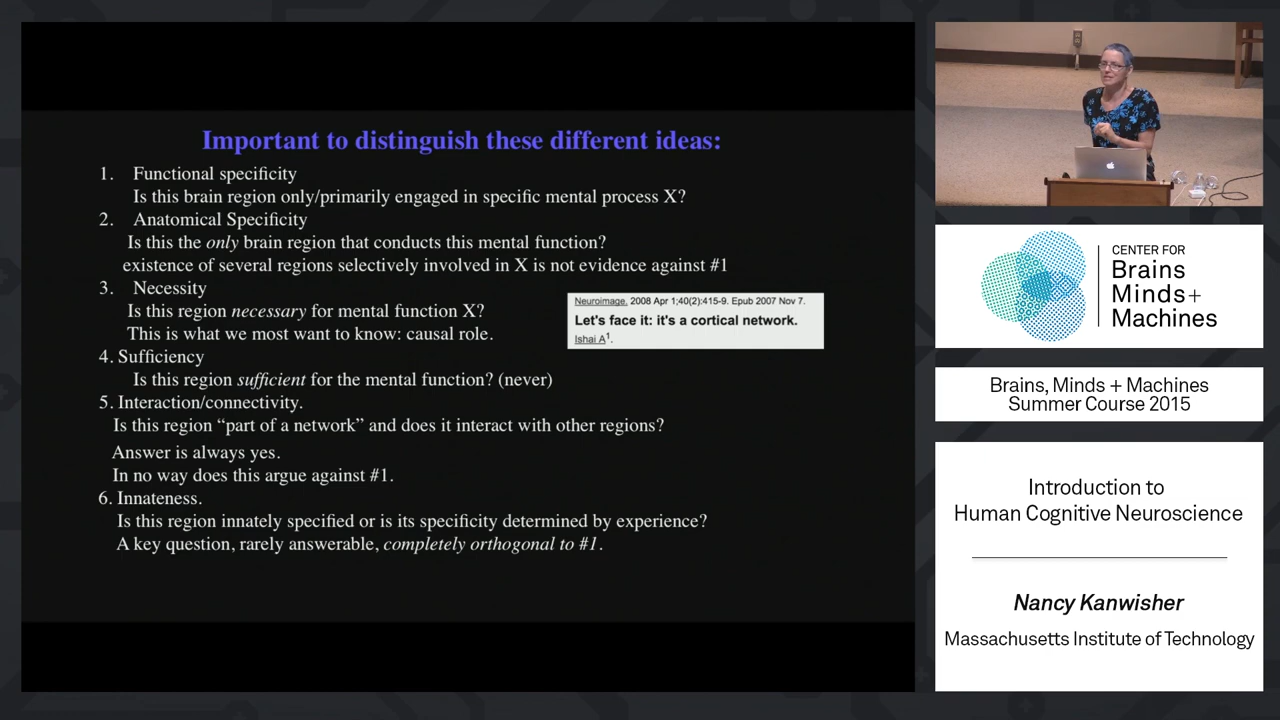 Important to distinguish these different ideas:
1. Functional specificity
Is this brain region only/primarily engaged in specific mental process X?
2. Anatomical Specificity
Is this the only brain region that conducts this mental function?
existence of several regions selectively involved in X is not evidence against #1
3. Necessity
Is this region necessary for mental function X?
This is what we most want to know: causal role.
Neuroimage. 2008 Apr 1;40(2):415-9. Epub 2007 Nov 7.
Let's face it: it's a cortical network.
Ishai A1.
4. Sufficiency
Is this region sufficient for the mental function? (never)
5. Interaction/connectivity.
Is this region “part of a network” and does it interact with other regions?
Answer is always yes.
In no way does this argue against #1.
6. Innateness.
Is this region innately specified or is its specificity determined by experience?
A key question, rarely answerable, completely orthogonal to #1.
CENTER FOR
Brains
Minds+
Machines
Brains, Minds + Machines
Summer Course 2015
Introduction to
Human Cognitive Neuroscience
Nancy Kanwisher
Massachusetts Institute of Technology